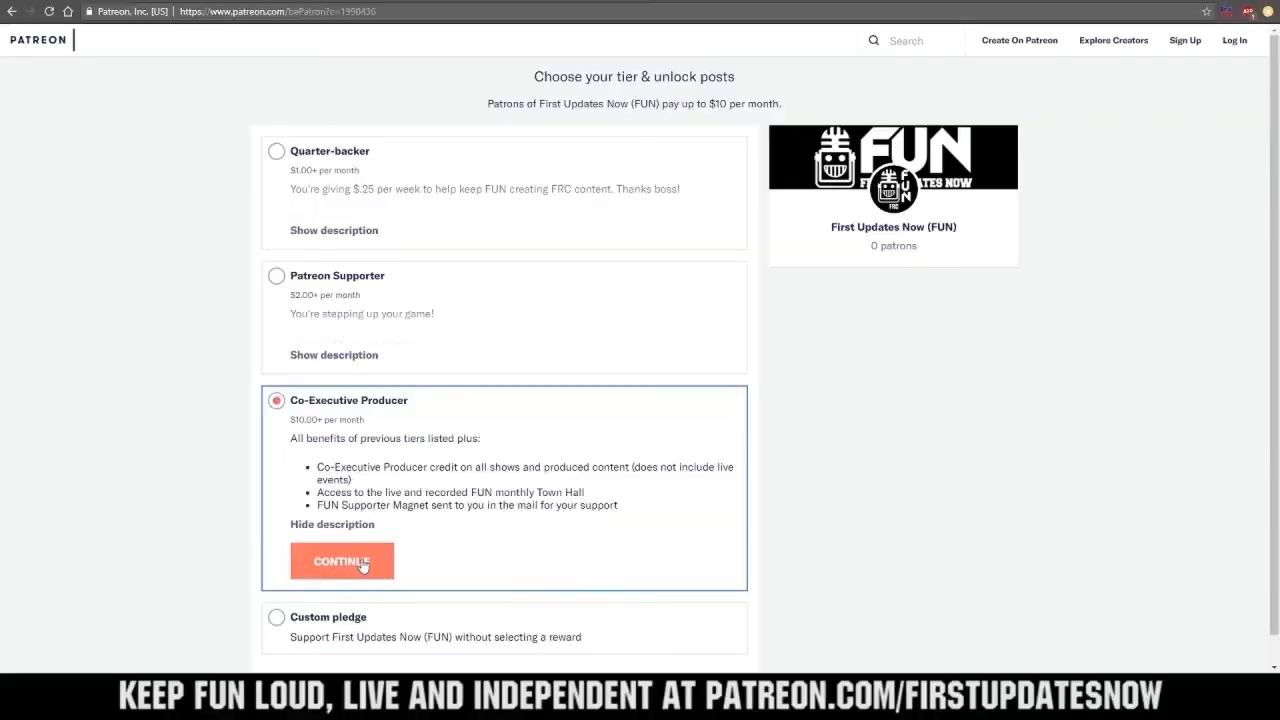 Patreon, Inc. [US] | https://www.patreon.com/bePatron?c=1990436
PATREON
Search
Create On Patreon
Explore Creators
Sign Up
Log In
Choose your tier & unlock posts
Patrons of First Updates Now (FUN) pay up to $10 per month.
Quarter-backer
$1.00+ per month
You're giving $.25 per week to help keep FUN creating FRC content. Thanks boss!
Show description
Patreon Supporter
$2.00+ per month
You're stepping up your game!
Show description
Co-Executive Producer
$10.00+ per month
All benefits of previous tiers listed plus:
• Co-Executive Producer credit on all shows and produced content (does not include live
events)
• Access to the live and recorded FUN monthly Town Hall
• FUN Supporter Magnet sent to you in the mail for your support
Hide description
CONTINUE
Custom pledge
Support First Updates Now (FUN) without selecting a reward
FUN
TES NOW
FUN
FRC
First Updates Now (FUN)
0 patrons
KEEP FUN LOUD, LIVE AND INDEPENDENT AT PATREON.COM/FIRSTUPDATESNOW